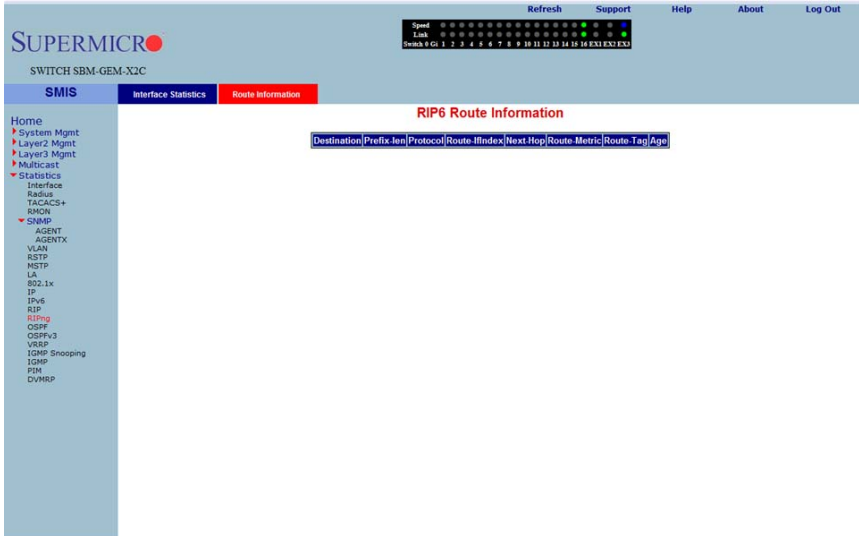 Refresh Support Help About Log Out
SUPERMICRO
SWITCH SBM-GEM-X2C
Speed
Link
Switch 0 Gi 1 2 3 4 5 6 7 8 9 10 11 12 13 14 15 16 EX1 EX2 EX3
SMIS
Interface Statistics
Route Information
Home
System Mgmt
Layer2 Mgmt
Layer3 Mgmt
Multicast
Statistics
Interface
Radius
TACACS+
RMON
SNMP
AGENT
AGENTX
VLAN
RSTP
MSTP
LA
802.1x
IP
IPv6
RIP
RIPng
OSPF
OSPFv3
VRRP
IGMP Snooping
IGMP
PIM
DVMRP
RIP6 Route Information
Destination Prefix-len Protocol Route-IfIndex Next-Hop Route-Metric Route-Tag Age